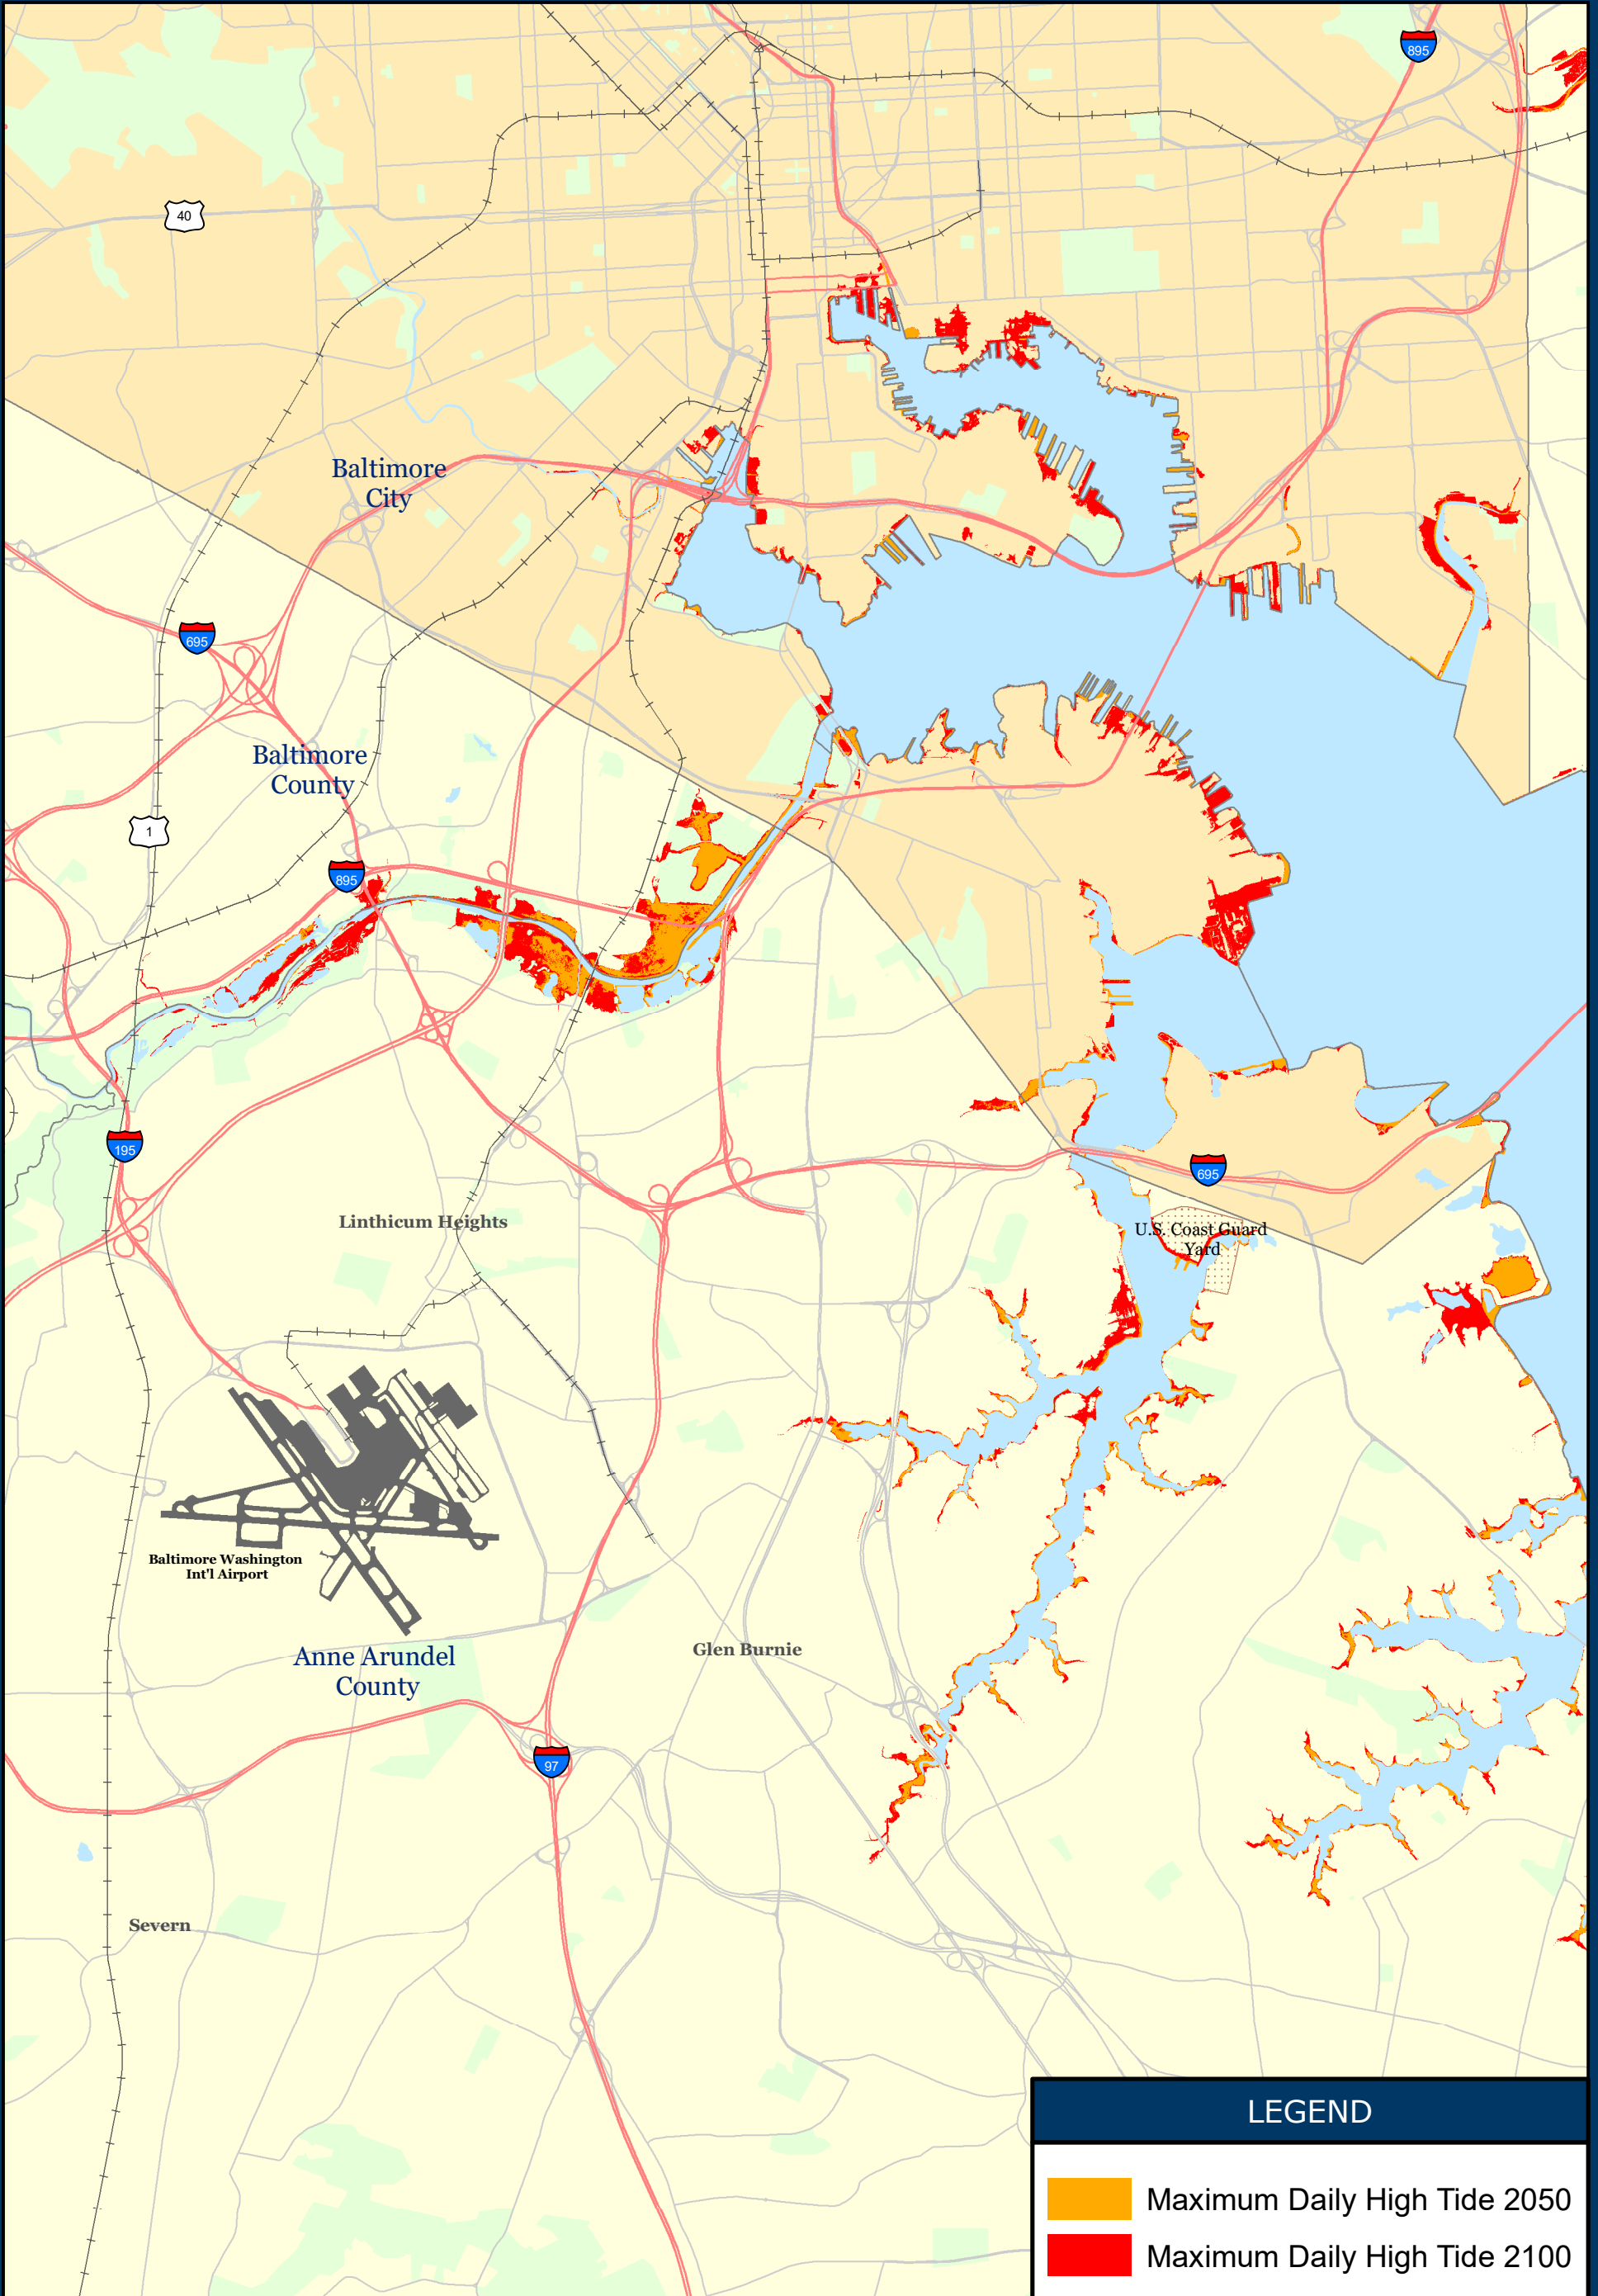 895
40
Baltimore
City
695
Baltimore
County
1
895
195
695
Linthicum Heights
U.S. Coast Guard
Yard
Baltimore Washington
Int'l Airport
Anne Arundel
County
Glen Burnie
97
Severn
LEGEND
Maximum Daily High Tide 2050
Maximum Daily High Tide 2100